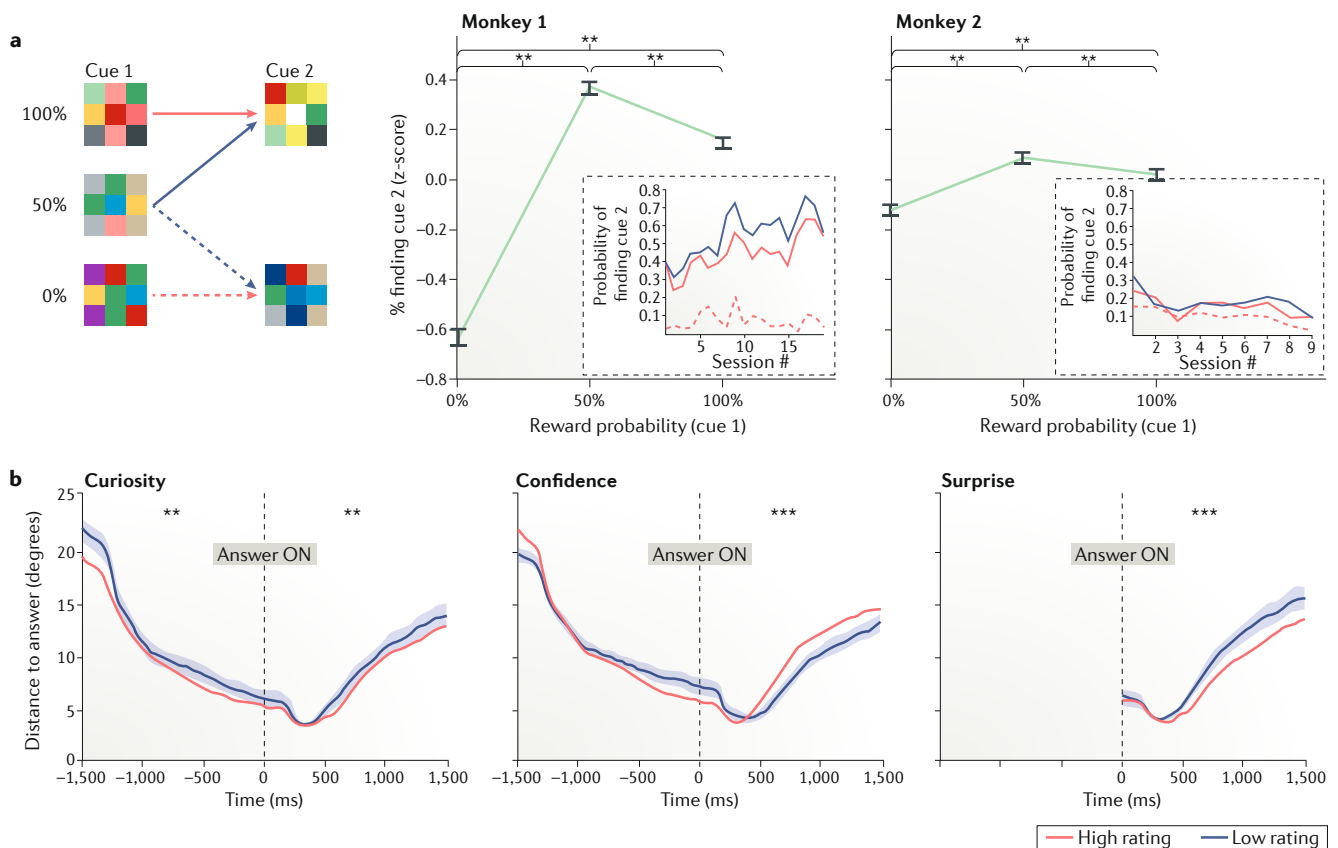 a
Cue 1
Cue 2
100%
50%
0%
Monkey 1
**
**
**
% finding cue 2 (z-score)
0.4
0.2
0.0
−0.2
−0.4
−0.6
−0.8
0%
50%
100%
Reward probability (cue 1)
Probability of
finding cue 2
0.8
0.7
0.6
0.5
0.4
0.3
0.2
0.1
5
10
15
Session #
Monkey 2
**
**
**
0%
50%
100%
Reward probability (cue 1)
Probability of
finding cue 2
0.8
0.7
0.6
0.5
0.4
0.3
0.2
0.1
2
3
4
5
6
7
8
9
Session #
b
Curiosity
**
**
Answer ON
Distance to answer (degrees)
25
20
15
10
5
0
−1,500
−1,000
−500
0
500
1,000
1,500
Time (ms)
Confidence
***
Answer ON
−1,500
−1,000
−500
0
500
1,000
1,500
Time (ms)
Surprise
***
Answer ON
0
500
1,000
1,500
Time (ms)
High rating
Low rating